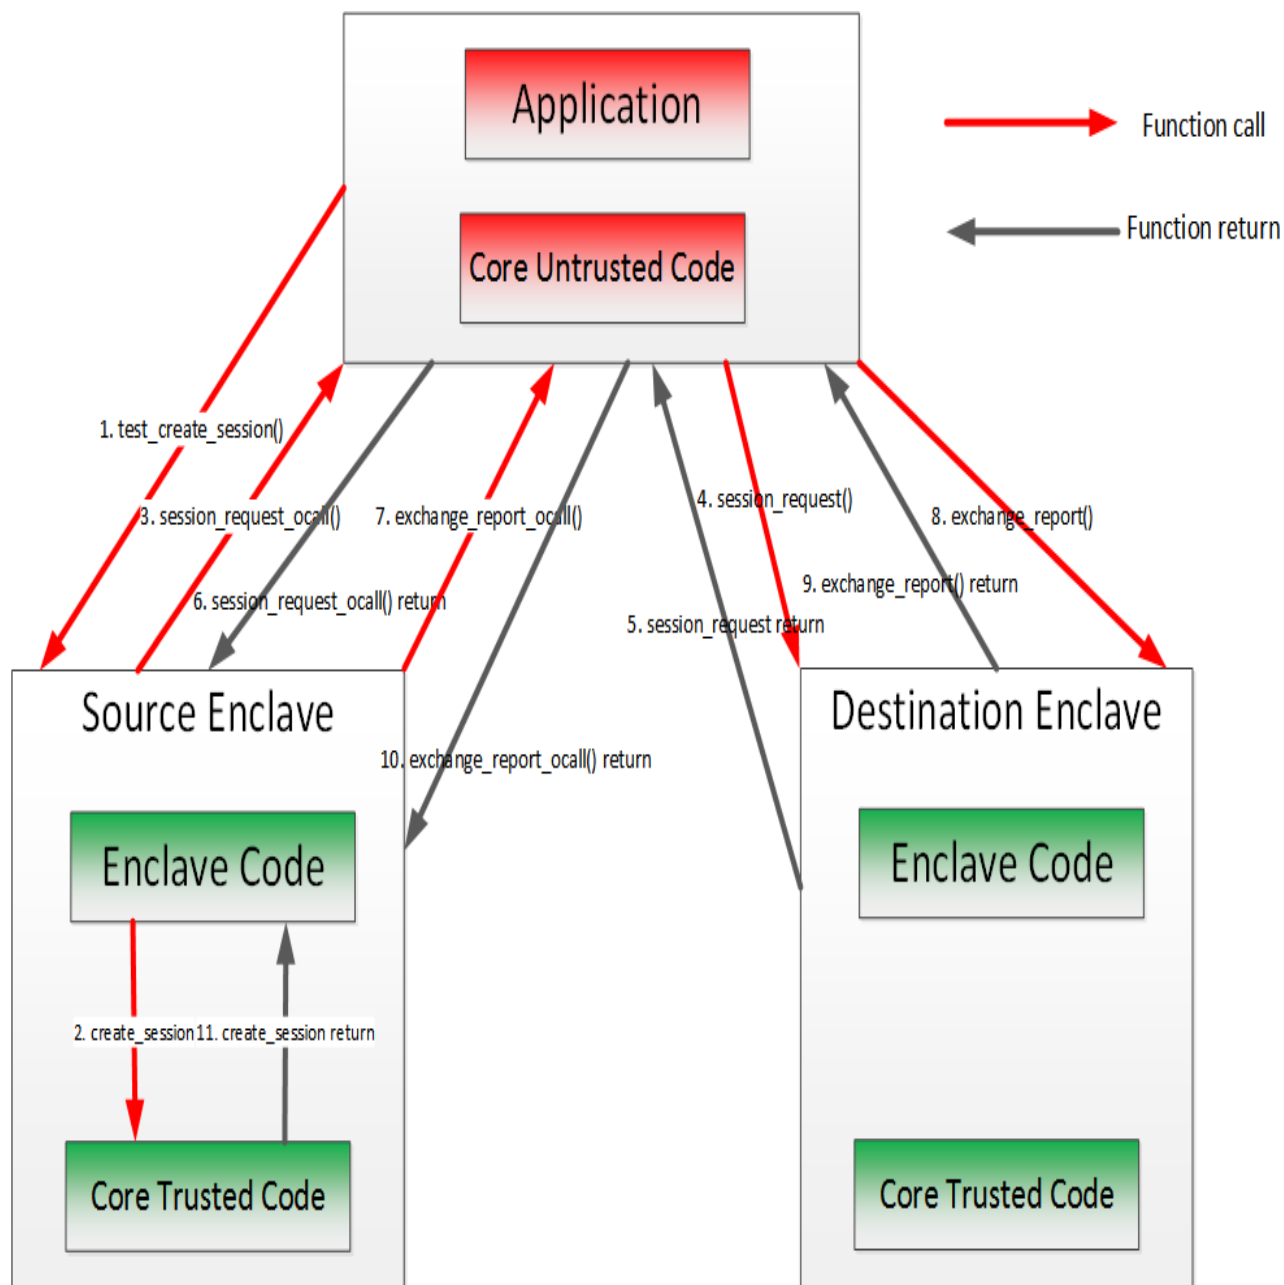 Application
Function call
Function return
Core Untrusted Code
1. test_create_session()
3. session_request_ocall()
7. exchange_report_ocall()
4. session_request()
8. exchange_report()
6. session_request_ocall() return
9. exchange_report() return
5. session_request return
Source Enclave
Destination Enclave
10. exchange_report_ocall() return
Enclave Code
Enclave Code
2. create_session
11. create_session return
Core Trusted Code
Core Trusted Code